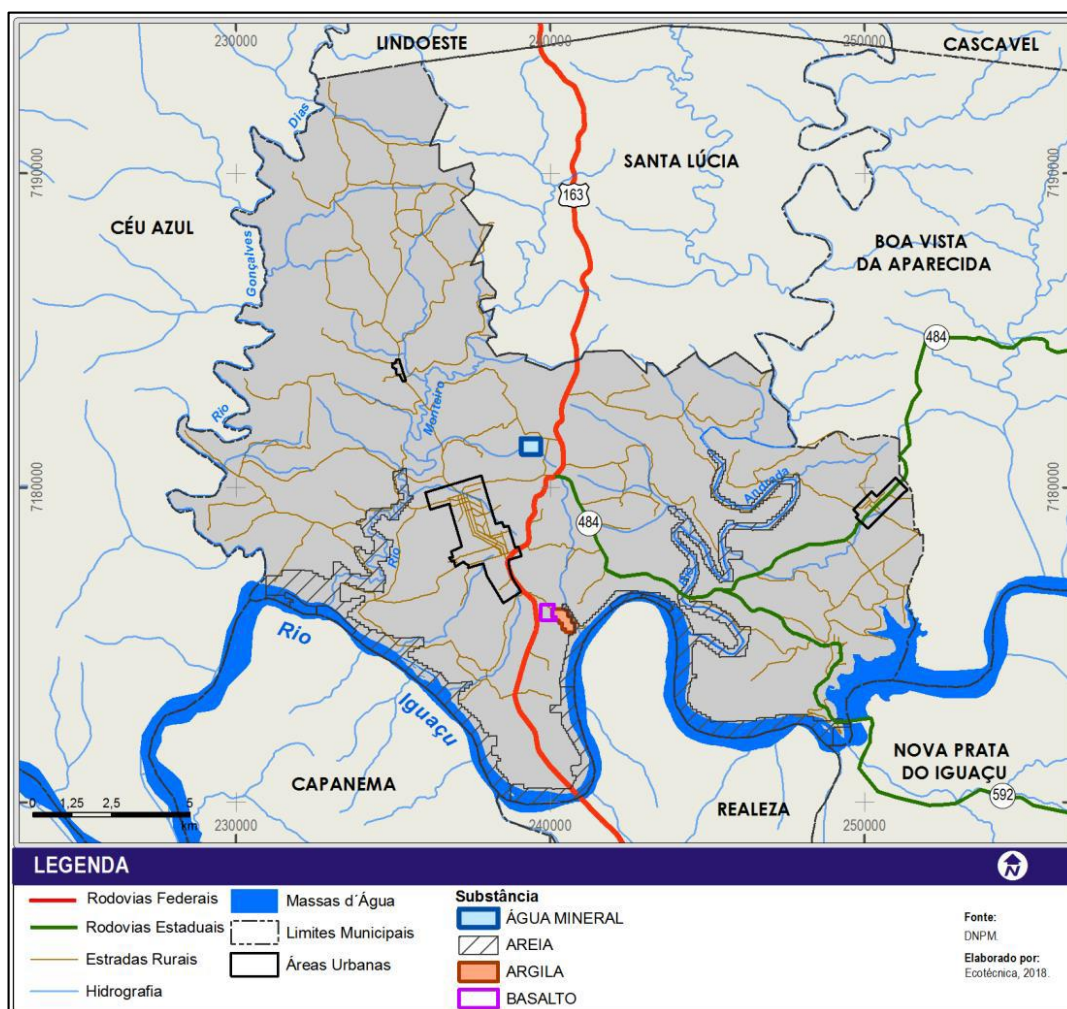 230000
240000
250000
LINDOESTE
CASCAVEL
Dias
7190000
SANTA LÚCIA
7190000
163
CÉU AZUL
Gonçalves
BOA VISTA
DA APARECIDA
484
Rio
Monteiro
7180000
Andrada
7180000
484
Rio
Rio
Rio
Iguaçu
CAPANEMA
NOVA PRATA
DO IGUAÇU
REALEZA
592
0 1,25 2,5 5
km
230000
240000
250000
LEGENDA
N
Rodovias Federais
Rodovias Estaduais
Estradas Rurais
Hidrografia
Massas d´Água
Limites Municipais
Áreas Urbanas
Substância
ÁGUA MINERAL
AREIA
ARGILA
BASALTO
Fonte:
DNPM.
Elaborado por:
Ecotécnica, 2018.